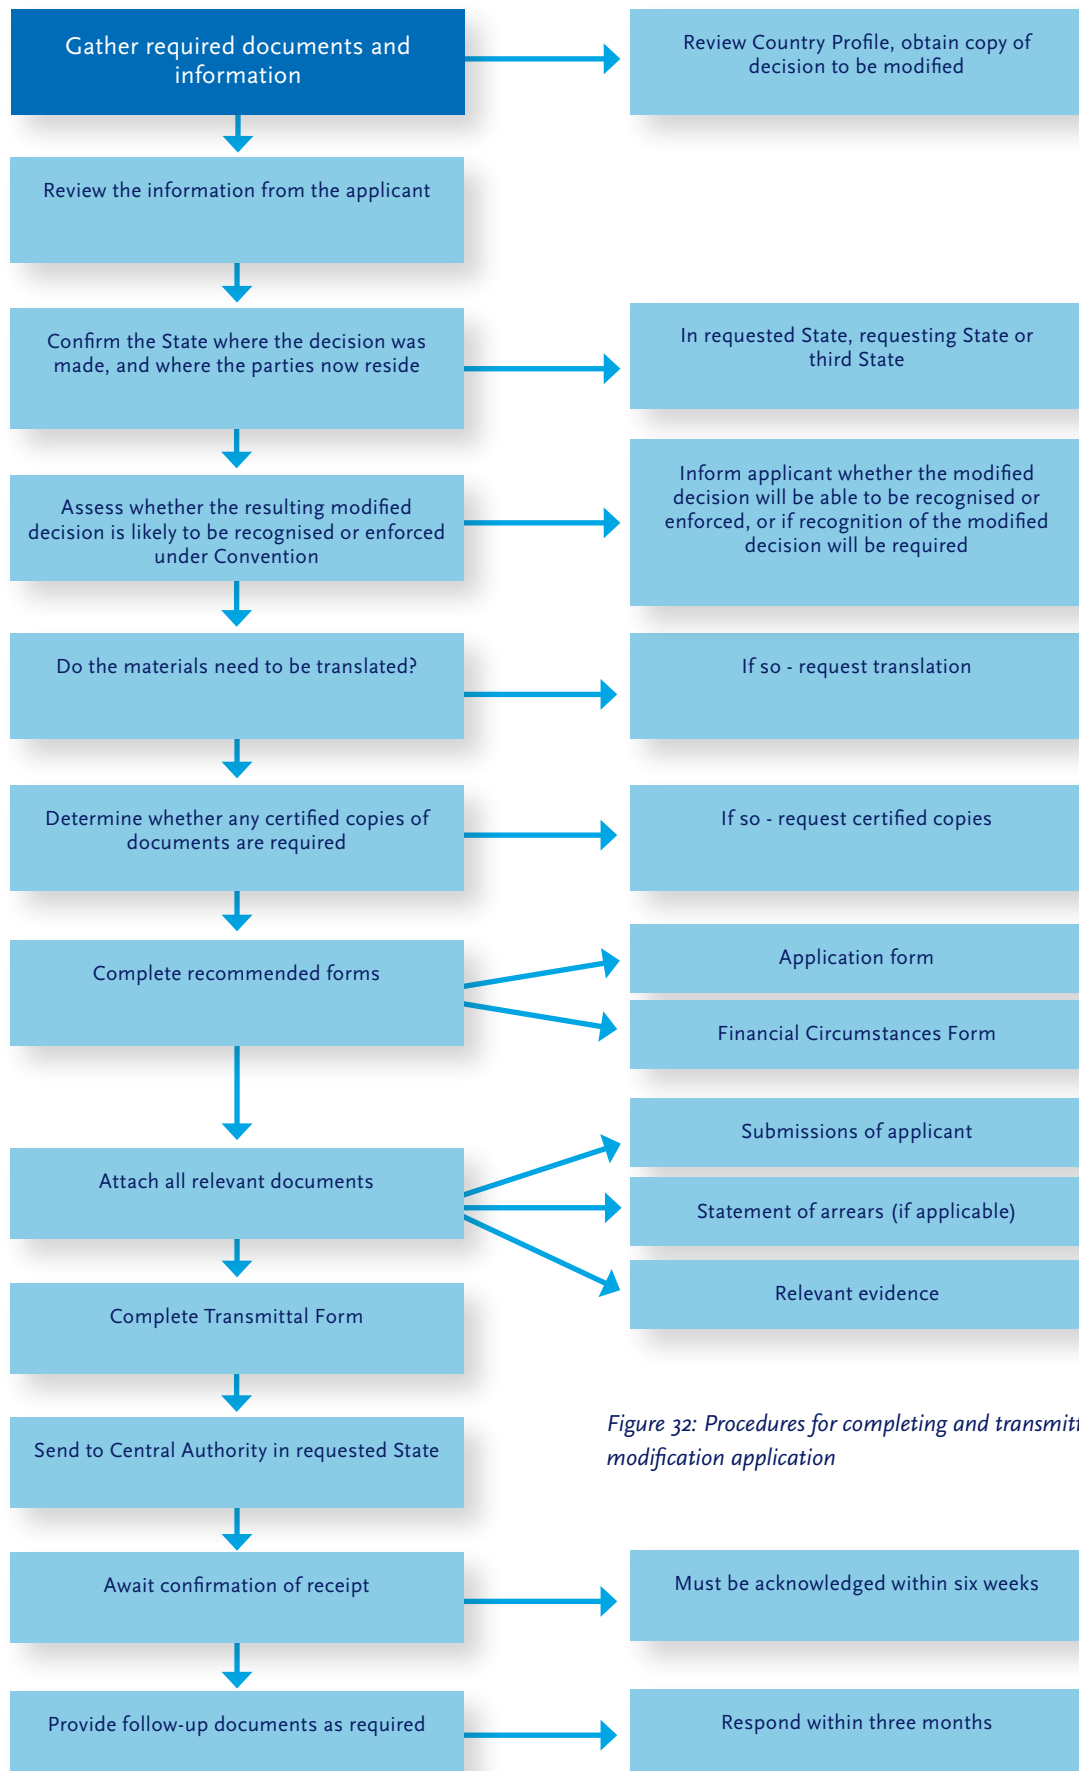 Gather required documents and
information
Review Country Profile, obtain copy of
decision to be modified
Review the information from the applicant
Confirm the State where the decision was
made, and where the parties now reside
In requested State, requesting State or
third State
Assess whether the resulting modified
decision is likely to be recognised or enforced
under Convention
Inform applicant whether the modified
decision will be able to be recognised or
enforced, or if recognition of the modified
decision will be required
Do the materials need to be translated?
If so - request translation
Determine whether any certified copies of
documents are required
If so - request certified copies
Complete recommended forms
Application form
Financial Circumstances Form
Attach all relevant documents
Submissions of applicant
Statement of arrears (if applicable)
Relevant evidence
Complete Transmittal Form
Figure 32: Procedures for completing and transmitt
modification application
Send to Central Authority in requested State
Await confirmation of receipt
Must be acknowledged within six weeks
Provide follow-up documents as required
Respond within three months